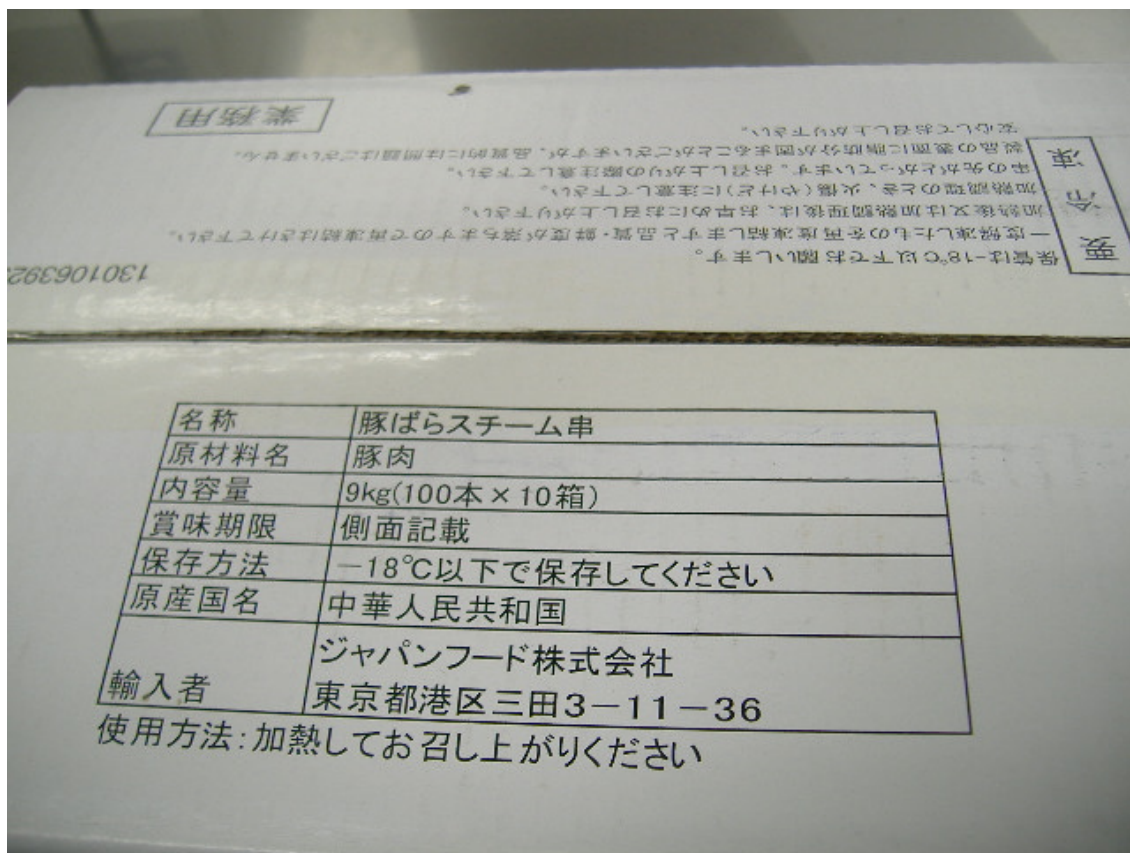 業務用
要冷凍
保管は-18℃以下でお願いします。
一度解凍したものを再度凍結しますと品質・鮮度が落ちますので再凍結はさけて下さい。
加熱後又は加熱調理後は、お早めにお召し上がり下さい。
加熱調理のとき、火傷(やけど)に注意して下さい。
串の先がとがっています。お召し上がりの際注意して下さい。
製品の表面に脂肪分が固まることがございますが、品質的には問題はございません。
安心してお召し上がり下さい。
130106392
名称 豚ばらスチーム串
原材料名 豚肉
内容量 9kg(100本×10箱)
賞味期限 側面記載
保存方法 －18℃以下で保存してください
原産国名 中華人民共和国
輸入者 ジャパンフード株式会社
東京都港区三田3－11－36
使用方法:加熱してお召し上がりください